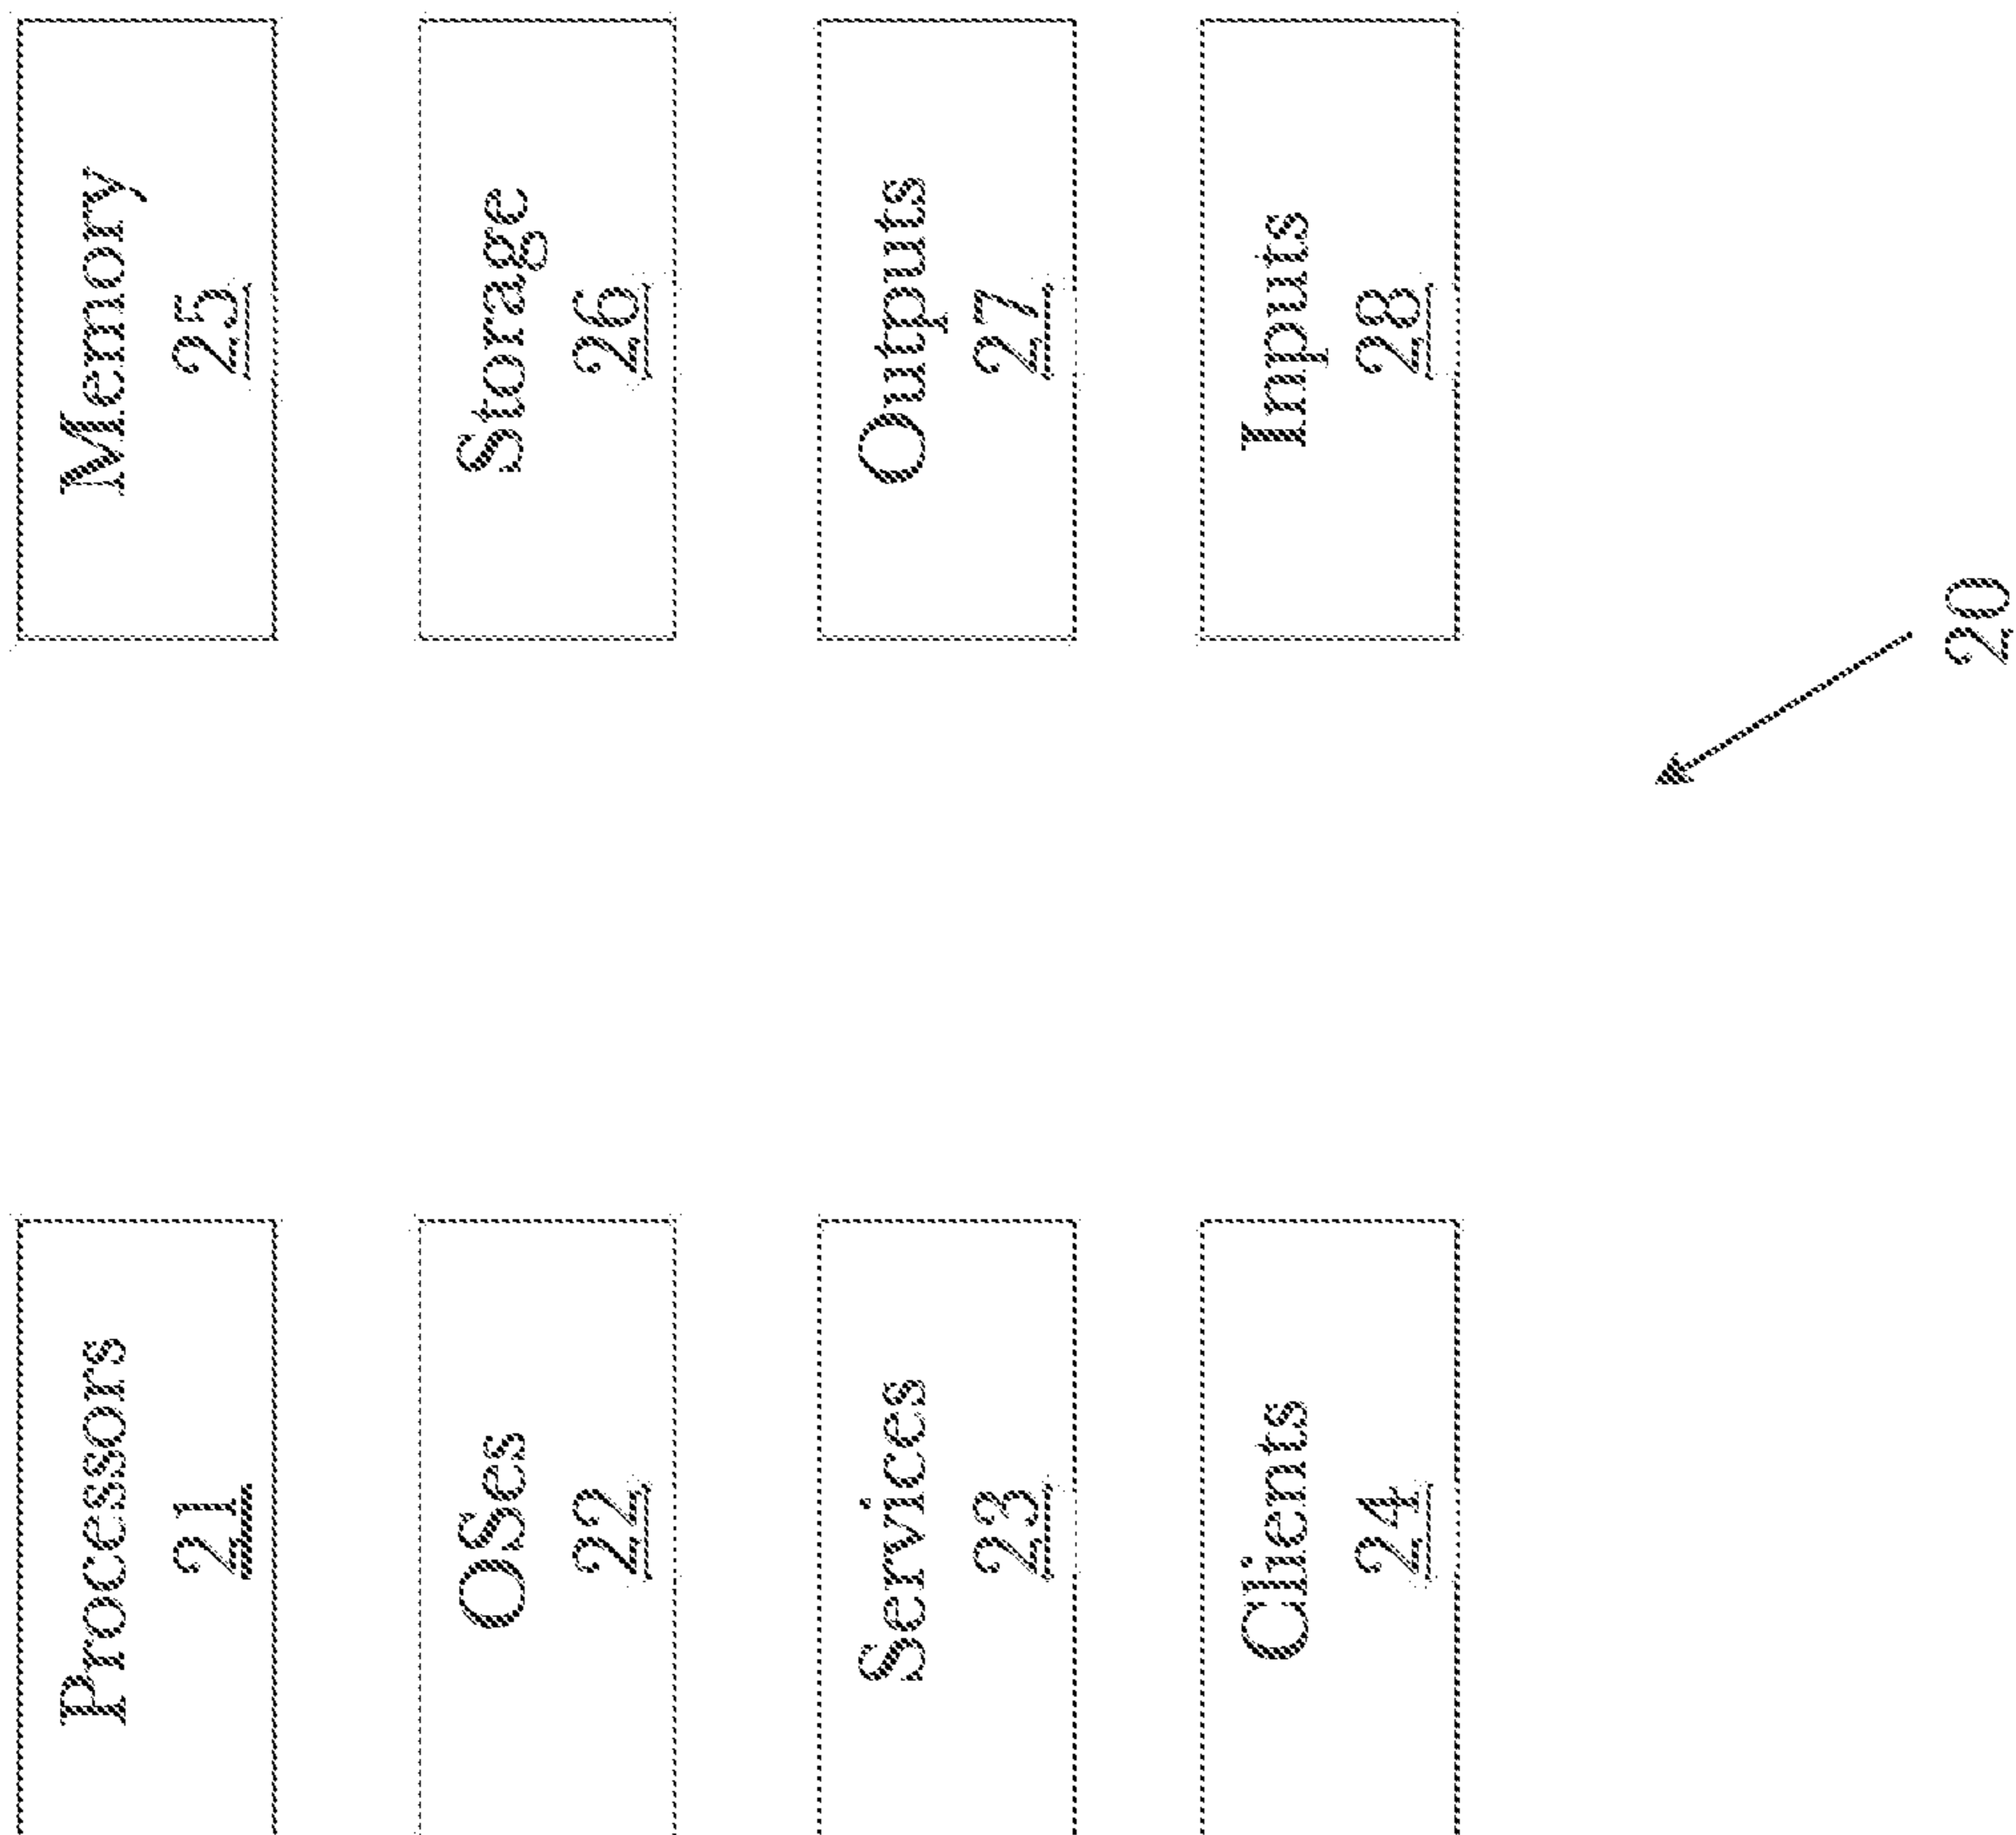 Processors
21
OSes
22
Services
23
Clients
24
Memory
25
Storage
26
Outputs
27
Inputs
28
20